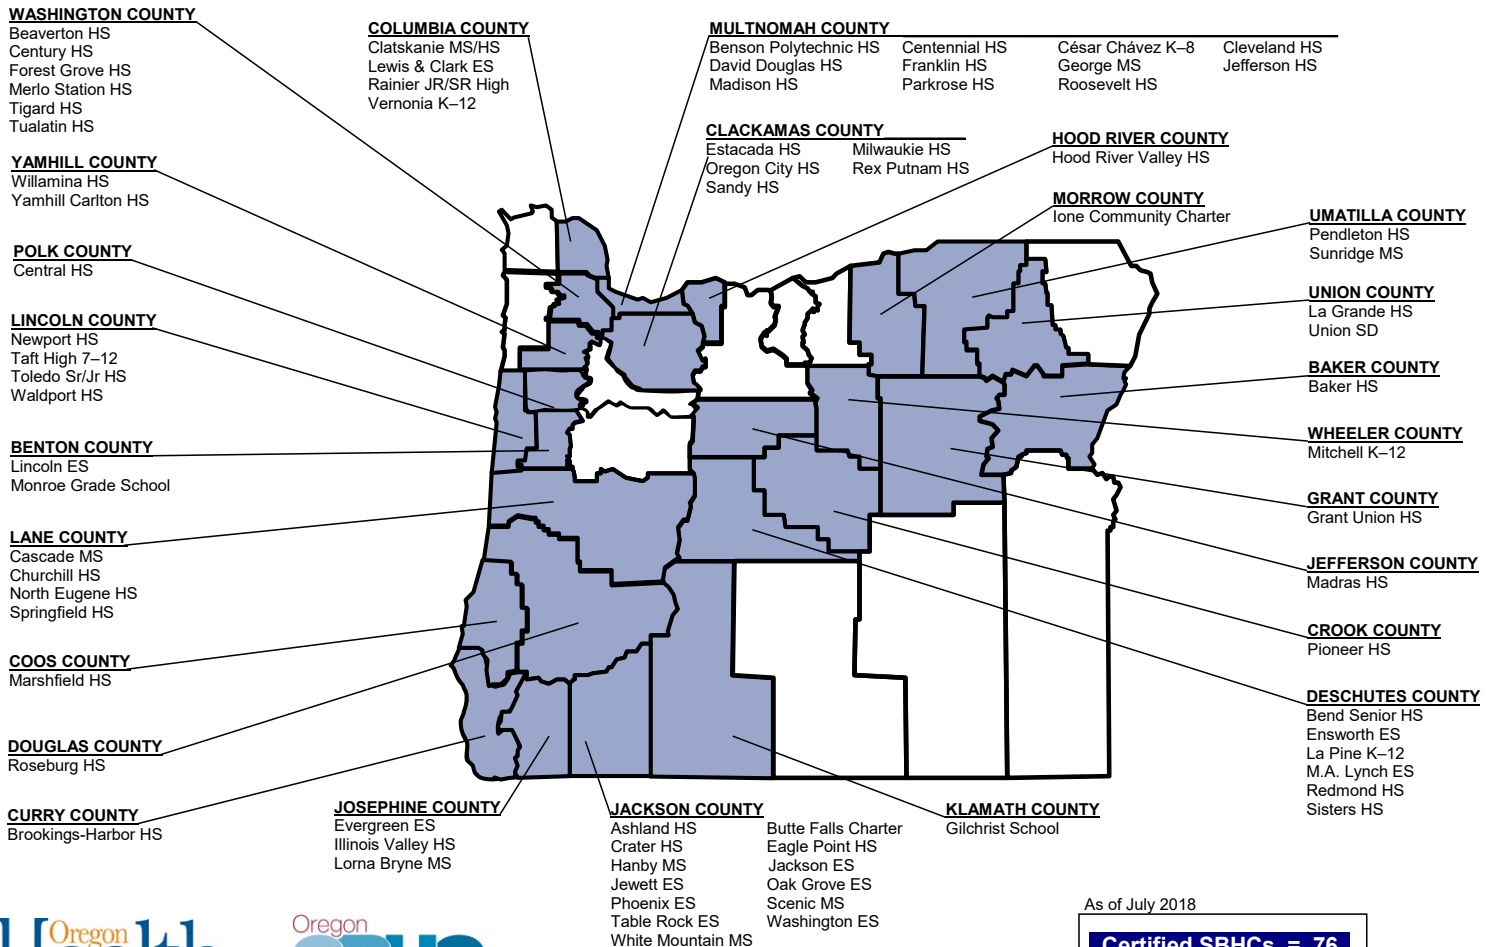 WASHINGTON COUNTY
Beaverton HS
Century HS
Forest Grove HS
Merlo Station HS
Tigard HS
Tualatin HS
YAMHILL COUNTY
Willamina HS
Yamhill Carlton HS
POLK COUNTY
Central HS
LINCOLN COUNTY
Newport HS
Taft High 7–12
Toledo Sr/Jr HS
Waldport HS
BENTON COUNTY
Lincoln ES
Monroe Grade School
LANE COUNTY
Cascade MS
Churchill HS
North Eugene HS
Springfield HS
COOS COUNTY
Marshfield HS
DOUGLAS COUNTY
Roseburg HS
CURRY COUNTY
Brookings-Harbor HS
COLUMBIA COUNTY
Clatskanie MS/HS
Lewis & Clark ES
Rainier JR/SR High
Vernonia K–12
MULTNOMAH COUNTY
Benson Polytechnic HS Centennial HS César Chávez K–8 Cleveland HS
David Douglas HS Franklin HS George MS Jefferson HS
Madison HS Parkrose HS Roosevelt HS
CLACKAMAS COUNTY
Estacada HS Milwaukie HS
Oregon City HS Rex Putnam HS
Sandy HS
HOOD RIVER COUNTY
Hood River Valley HS
MORROW COUNTY
Ione Community Charter
UMATILLA COUNTY
Pendleton HS
Sunridge MS
UNION COUNTY
La Grande HS
Union SD
BAKER COUNTY
Baker HS
WHEELER COUNTY
Mitchell K–12
GRANT COUNTY
Grant Union HS
JEFFERSON COUNTY
Madras HS
CROOK COUNTY
Pioneer HS
DESCHUTES COUNTY
Bend Senior HS
Ensworth ES
La Pine K–12
M.A. Lynch ES
Redmond HS
Sisters HS
JOSEPHINE COUNTY
Evergreen ES
Illinois Valley HS
Lorna Bryne MS
JACKSON COUNTY
Ashland HS Butte Falls Charter
Crater HS Eagle Point HS
Hanby MS Jackson ES
Jewett ES Oak Grove ES
Phoenix ES Scenic MS
Table Rock ES Washington ES
White Mountain MS
KLAMATH COUNTY
Gilchrist School
Oregon
Oregon
As of July 2018
Certified SBHCs = 76